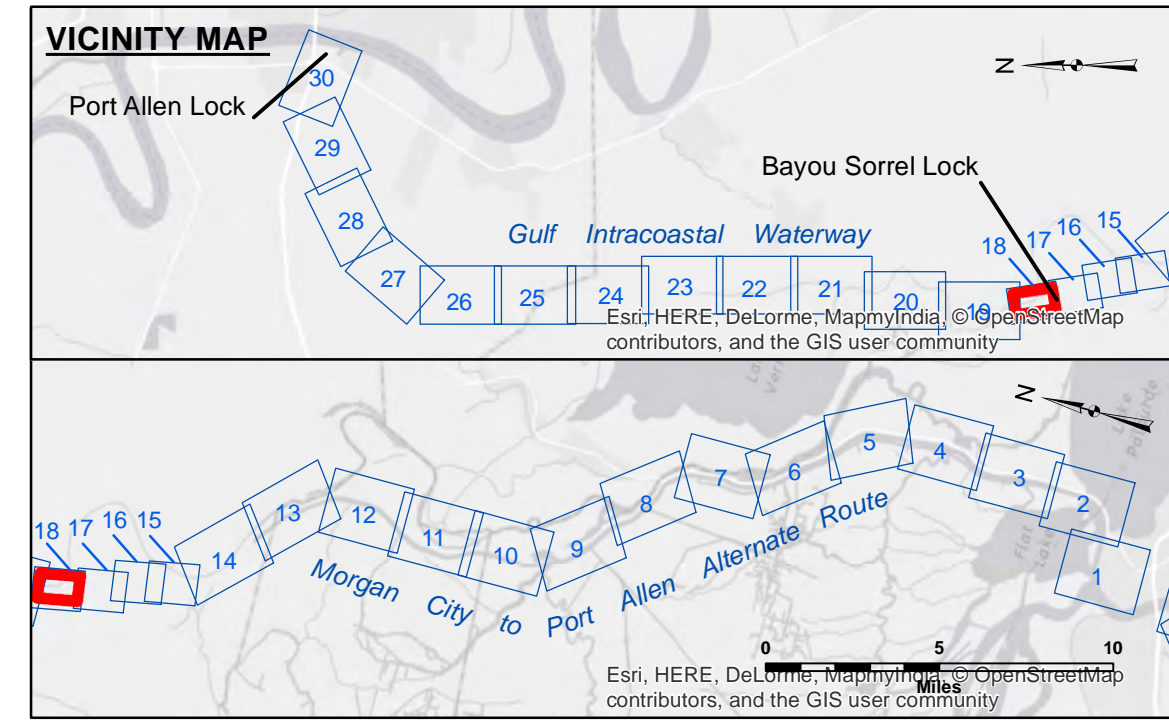 VICINITY MAP
N
30
Port Allen Lock
29
Bayou Sorrel Lock
28
Gulf Intracoastal Waterway
18 17 16 15
27
26 25 24 23 22 21 20 19
Esri, HERE, DeLorme, MapmyIndia, © OpenStreetMap
contributors, and the GIS user community
N
Lake
Palourde
18 17 16 15
14 13 12 11 10 9 8 7 6 5 4 3 2 1
Flat
Lake
Morgan City to Port Allen Alternate Route
0 5 10
Miles
Esri, HERE, DeLorme, MapmyIndia, © OpenStreetMap
contributors, and the GIS user community